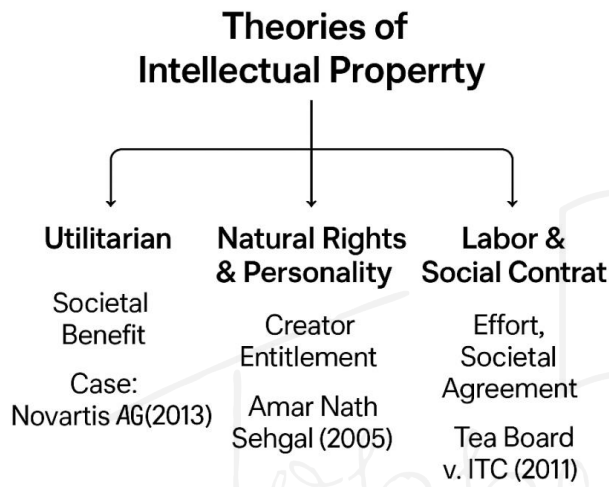 Theories of
Intellectual Properrty
Utilitarian
Societal
Benefit
Case:
Novartis AG(2013)
Natural Rights
& Personality
Creator
Entitlement
Amar Nath
Sehgal (2005)
Labor &
Social Contrat
Effort,
Societal
Agreement
Tea Board
v. ITC (2011)